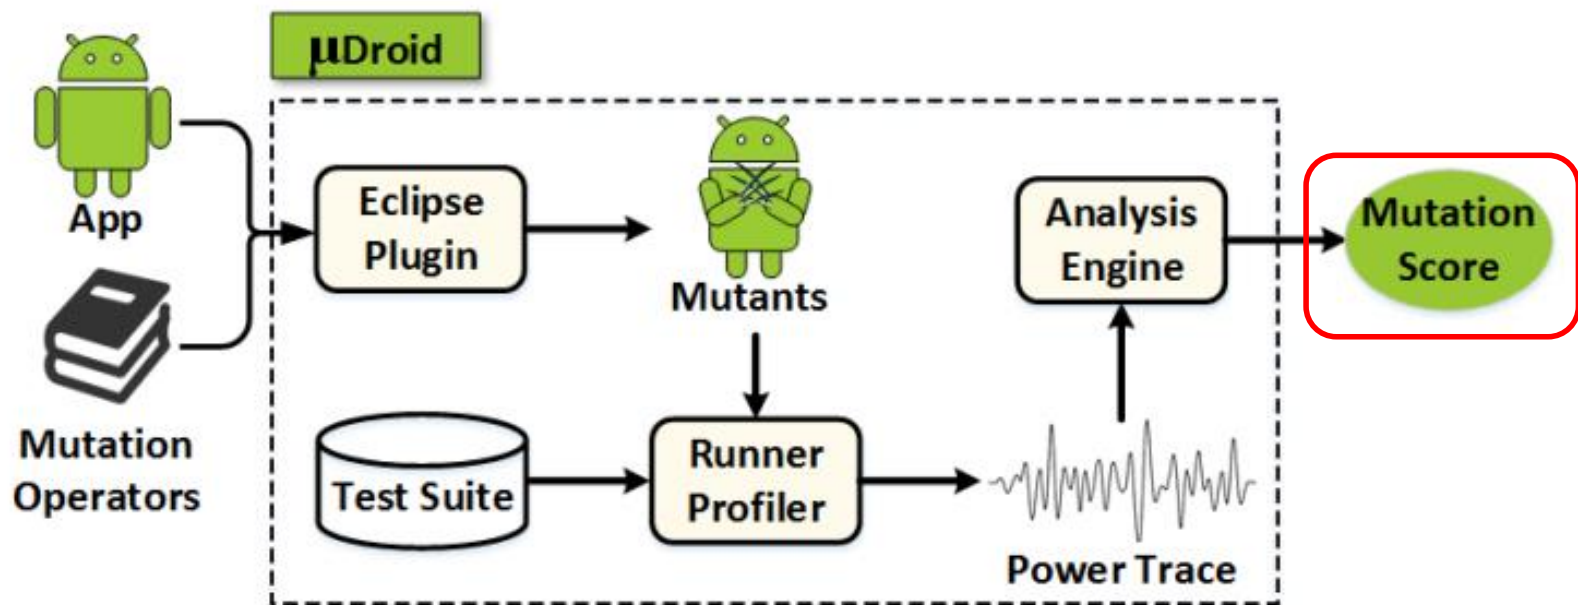 µDroid
App
Eclipse
Plugin
Mutants
Analysis
Engine
Mutation
Score
Mutation
Operators
Test Suite
Runner
Profiler
Power Trace